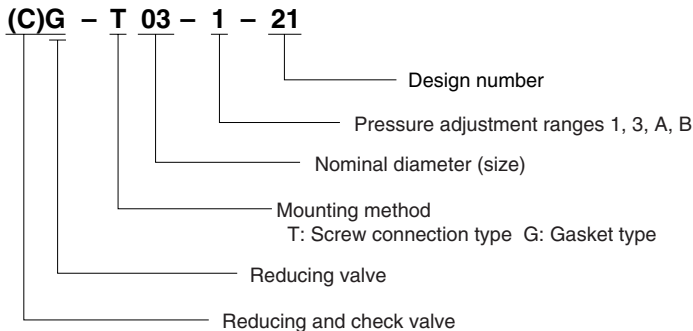 (C)G – T 03 – 1 – 21
Design number
Pressure adjustment ranges 1, 3, A, B
Nominal diameter (size)
Mounting method
T: Screw connection type G: Gasket type
Reducing valve
Reducing and check valve